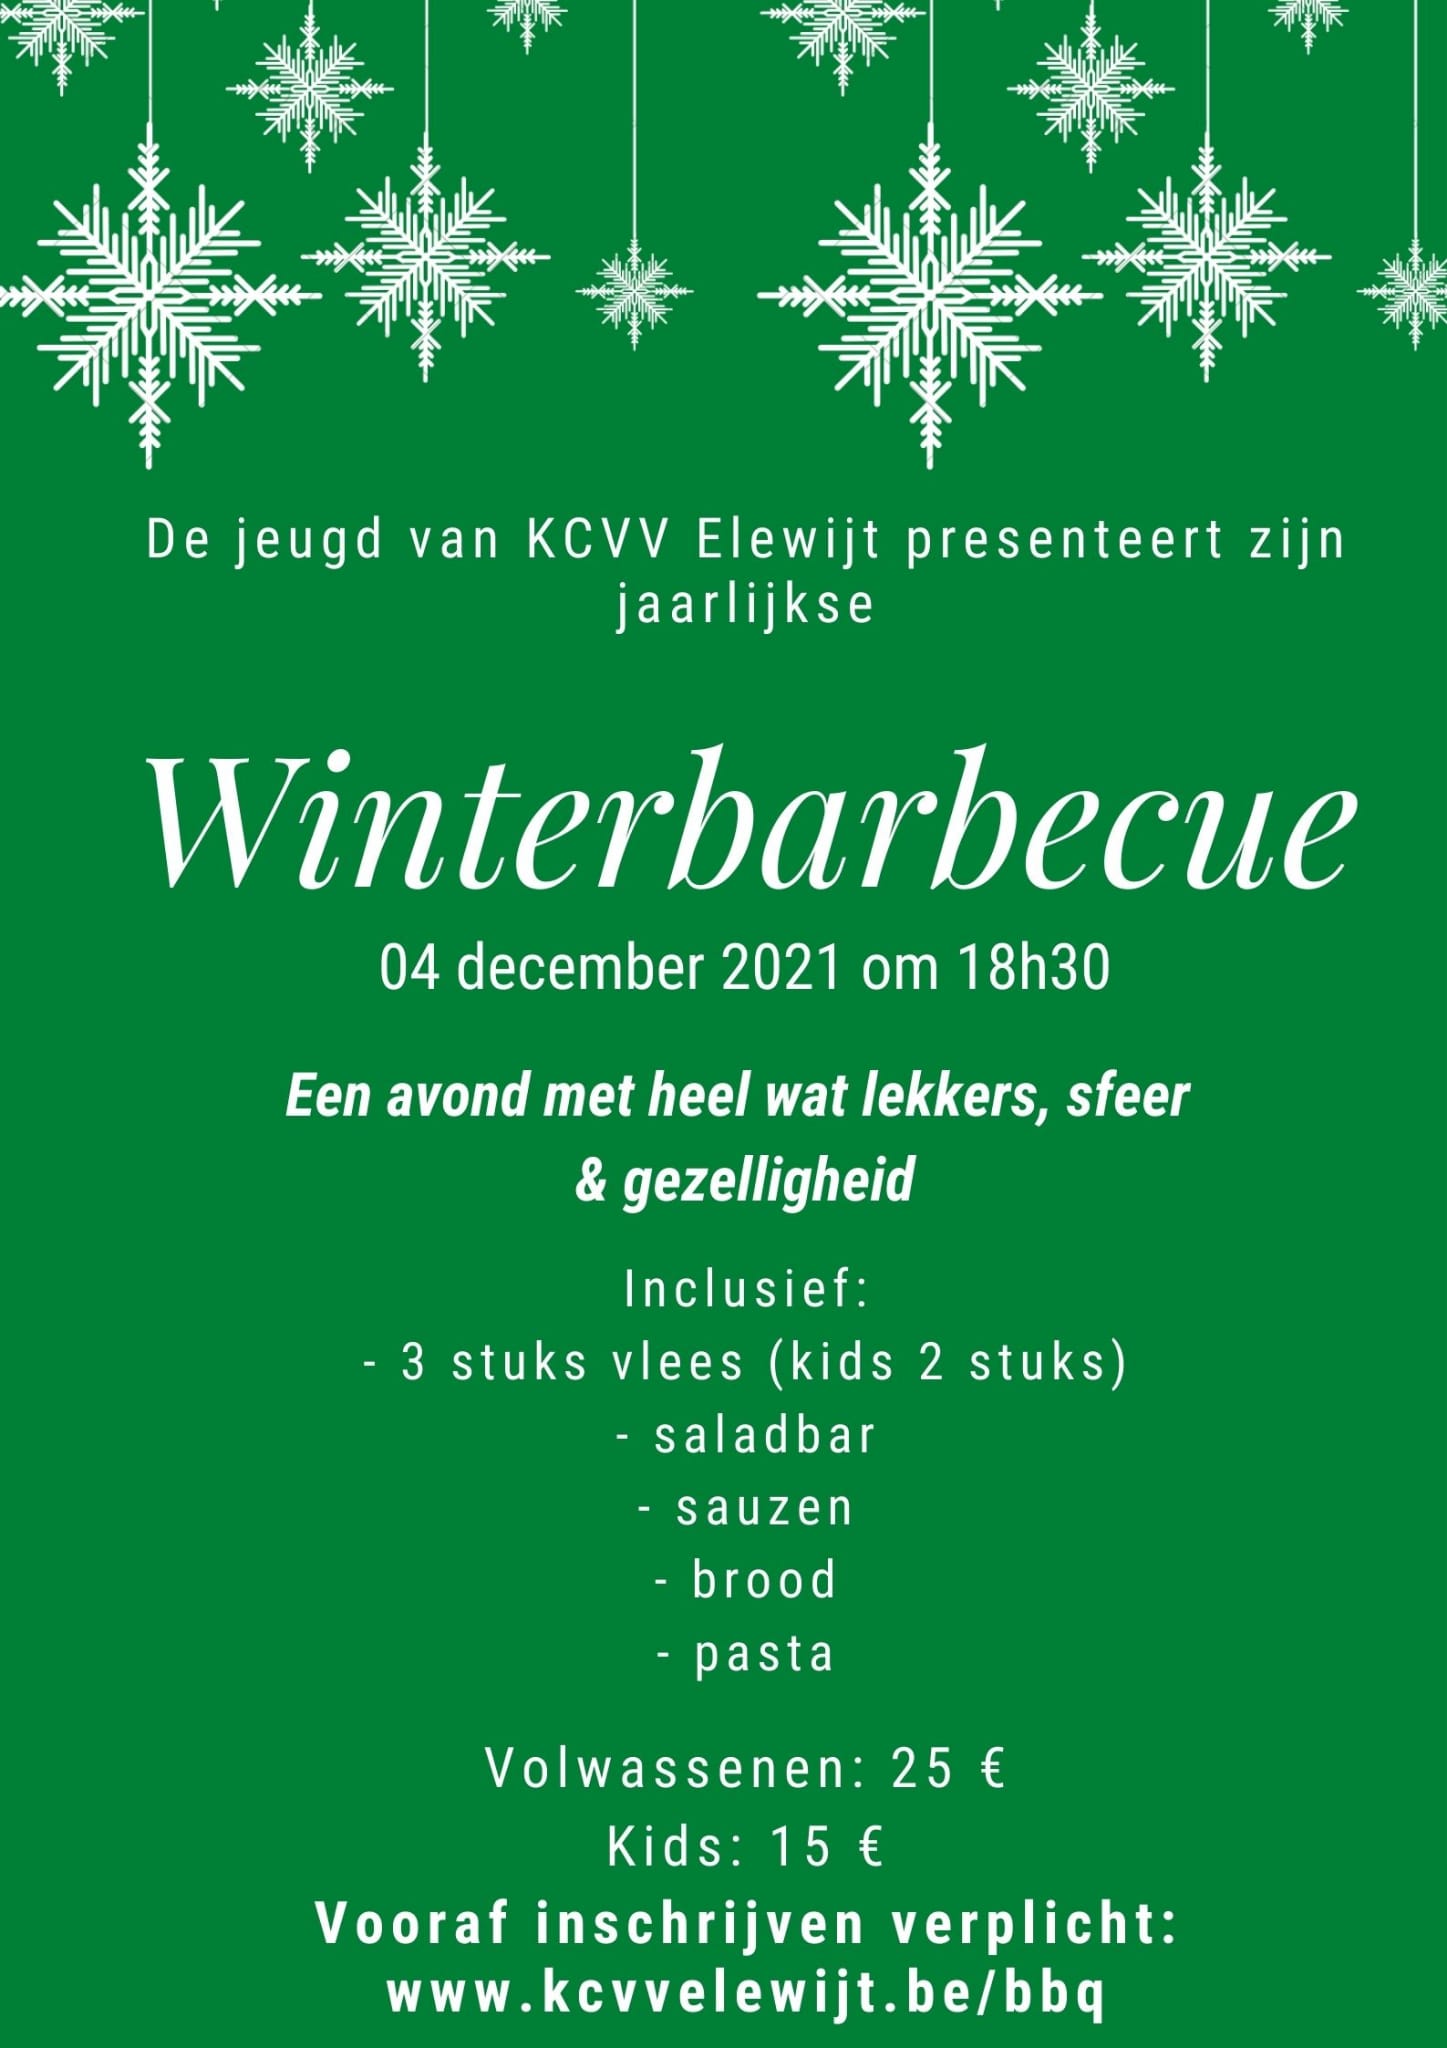 De jeugd van KCVV Elewijt presenteert zijn
jaarlijkse
Winterbarbecue
04 december 2021 om 18h30
Een avond met heel wat lekkers, sfeer
& gezelligheid
Inclusief:
- 3 stuks vlees (kids 2 stuks)
- saladbar
- sauzen
- brood
- pasta
Volwassenen: 25 €
Kids: 15 €
Vooraf inschrijven verplicht:
www.kcvvelewijt.be/bbq